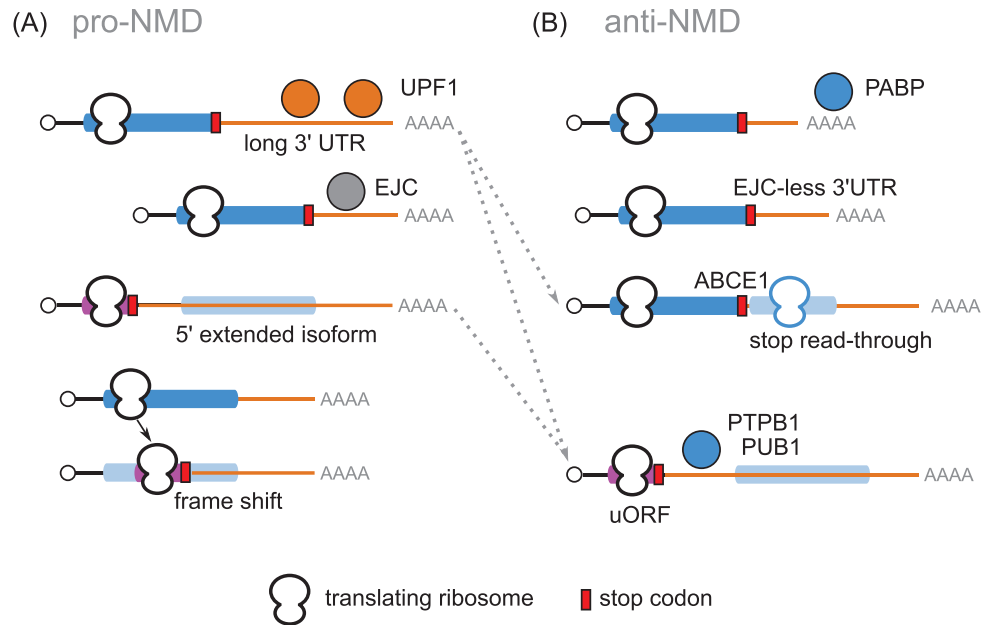 (A) pro-NMD
UPF1
AAAA
long 3' UTR
EJC
AAAA
AAAA
5' extended isoform
AAAA
AAAA
frame shift
(B) anti-NMD
PABP
AAAA
EJC-less 3'UTR
AAAA
ABCE1
AAAA
stop read-through
PTPB1
PUB1
AAAA
uORF
translating ribosome
stop codon